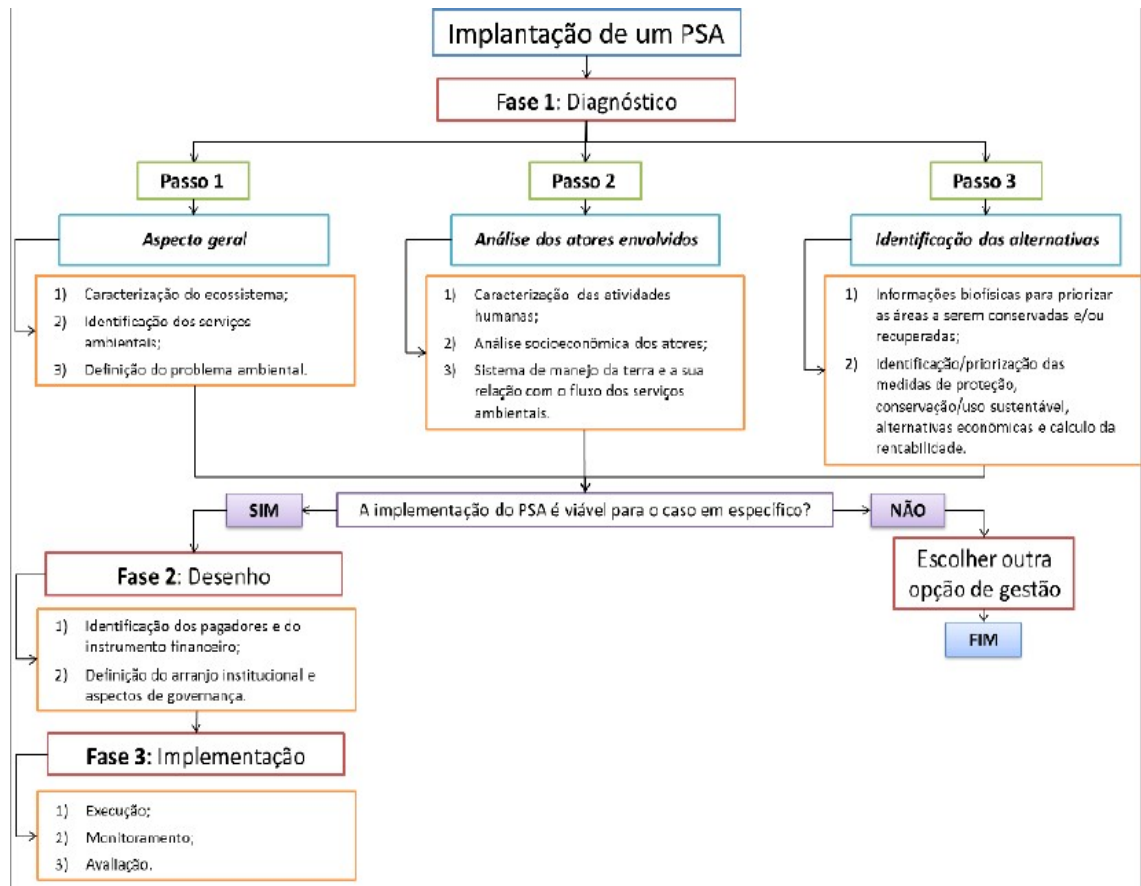 Implantação de um PSA
Fase 1: Diagnóstico
Passo 1
Aspecto geral
1) Caracterização do ecossistema;
2) Identificação dos serviços
ambientais;
3) Definição do problema ambiental.
Passo 2
Análise dos atores envolvidos
1) Caracterização das atividades
humanas;
2) Análise socioeconômica dos atores;
3) Sistema de manejo da terra e a sua
relação com o fluxo dos serviços
ambientais.
Passo 3
Identificação das alternativas
1) Informações biofísicas para priorizar
as áreas a serem conservadas e/ou
recuperadas;
2) Identificação/priorização das
medidas de proteção,
conservação/uso sustentável,
alternativas econômicas e cálculo da
rentabilidade.
A implementação do PSA é viável para o caso em específico?
SIM
NÃO
Escolher outra
opção de gestão
FIM
Fase 2: Desenho
1) Identificação dos pagadores e do
instrumento financeiro;
2) Definição do arranjo institucional e
aspectos de governança.
Fase 3: Implementação
1) Execução;
2) Monitoramento;
3) Avaliação.